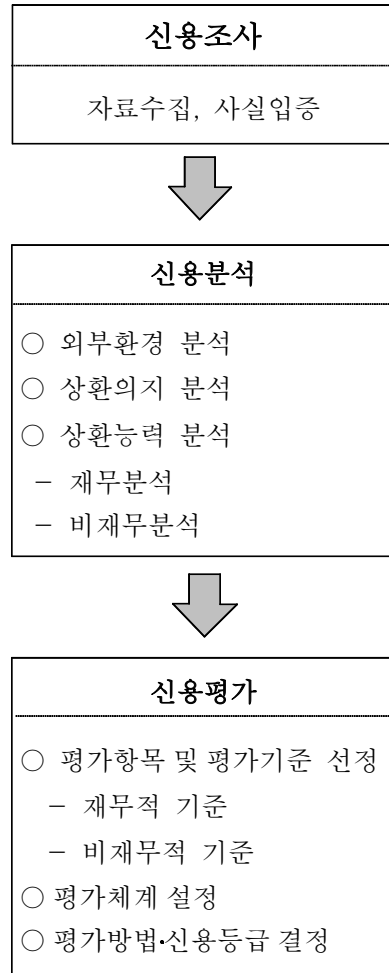 신용조사
자료수집, 사실입증
신용분석
○ 외부환경 분석
○ 상환의지 분석
○ 상환능력 분석
- 재무분석
- 비재무분석
신용평가
○ 평가항목 및 평가기준 선정
- 재무적 기준
- 비재무적 기준
○ 평가체계 설정
○ 평가방법·신용등급 결정